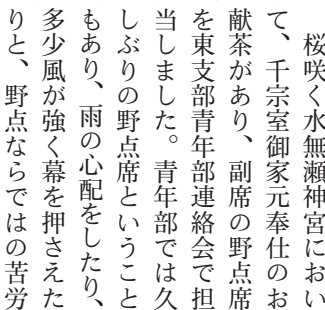 桜咲く水無瀬神宮におい
て、千宗室御家元奉仕のお
献茶があり、副席の野点席
を東支部青年部連絡会で担
当しました。青年部では久
しぶりの野点席ということ
もあり、雨の心配をしたり、
多少風が強く幕を押さえた
りと、野点ならではの苦労